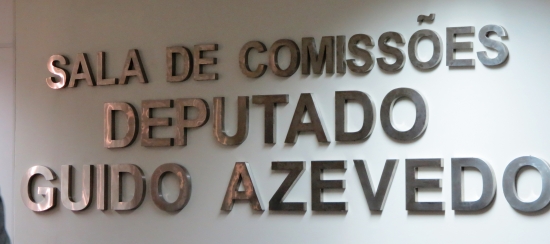 SALA DE COMISSÕES
DEPUTADO
GUIDO AZEVEDO